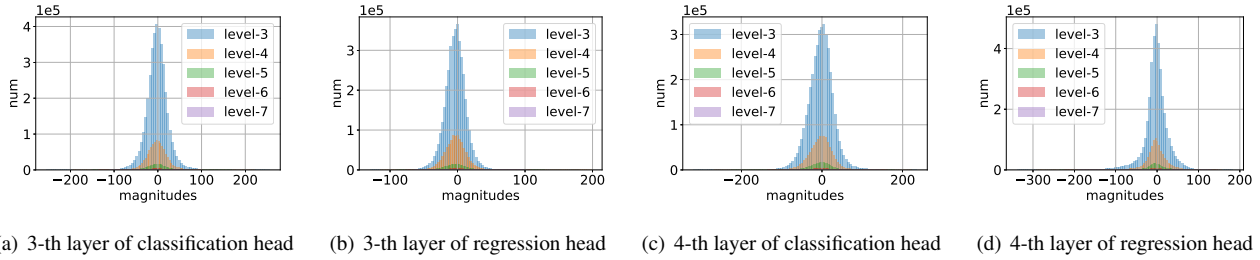 1e5
4
3
2
1
0
num
−200
−100
0
100
200
magnitudes
level-3
level-4
level-5
level-6
level-7
1e5
3
2
1
0
num
−100
0
100
200
magnitudes
level-3
level-4
level-5
level-6
level-7
1e5
3
2
1
0
num
−200
0
200
magnitudes
level-3
level-4
level-5
level-6
level-7
1e5
4
2
0
num
−300
−200
−100
0
100
200
magnitudes
level-3
level-4
level-5
level-6
level-7
(a) 3-th layer of classification head
(b) 3-th layer of regression head
(c) 4-th layer of classification head
(d) 4-th layer of regression head